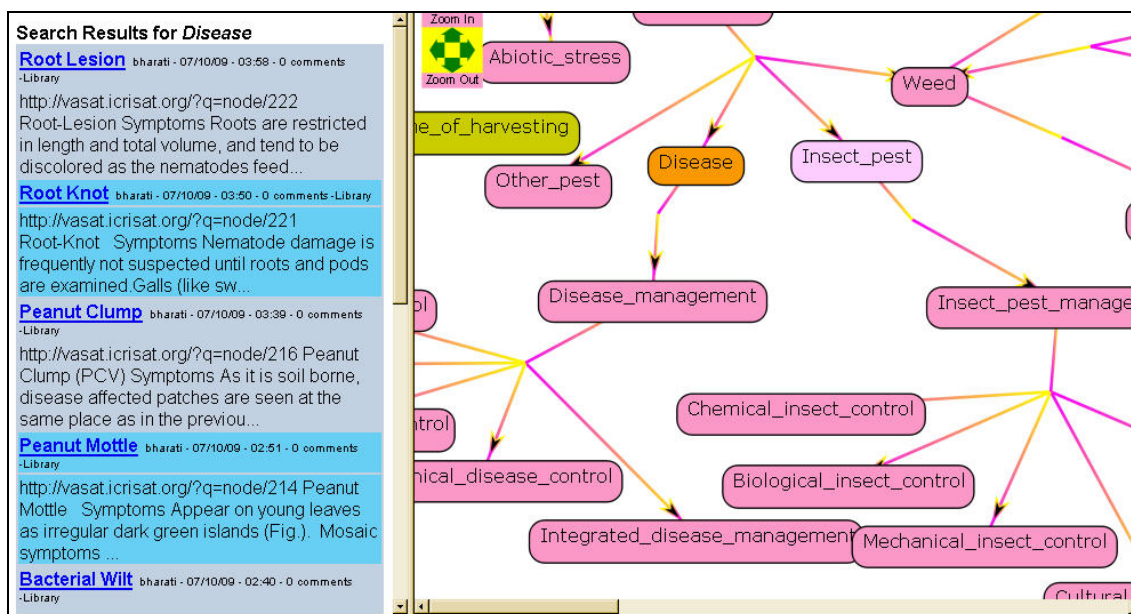 Search Results for Disease
Root Lesion bharati - 07/10/09 - 03:58 - 0 comments
-Library
http://vasat.icrisat.org/?q=node/222
Root-Lesion Symptoms Roots are restricted
in length and total volume, and tend to be
discolored as the nematodes feed...
Root Knot bharati - 07/10/09 - 03:50 - 0 comments -Library
http://vasat.icrisat.org/?q=node/221
Root-Knot Symptoms Nematode damage is
frequently not suspected until roots and pods
are examined.Galls (like sw...
Peanut Clump bharati - 07/10/09 - 03:39 - 0 comments
-Library
http://vasat.icrisat.org/?q=node/216 Peanut
Clump (PCV) Symptoms As it is soil borne,
disease affected patches are seen at the
same place as in the previou...
Peanut Mottle bharati - 07/10/09 - 02:51 - 0 comments
-Library
http://vasat.icrisat.org/?q=node/214 Peanut
Mottle Symptoms Appear on young leaves
as irregular dark green islands (Fig.). Mosaic
symptoms ...
Bacterial Wilt bharati - 07/10/09 - 02:40 - 0 comments
-Library
Zoom In
Zoom Out
Abiotic_stress
Weed
ne_of_harvesting
Other_pest
Disease
Insect_pest
Disease_management
Insect_pest_manage
ol
Chemical_insect_control
ntrol
nical_disease_control
Biological_insect_control
Integrated_disease_management
Mechanical_insect_control
Cultural